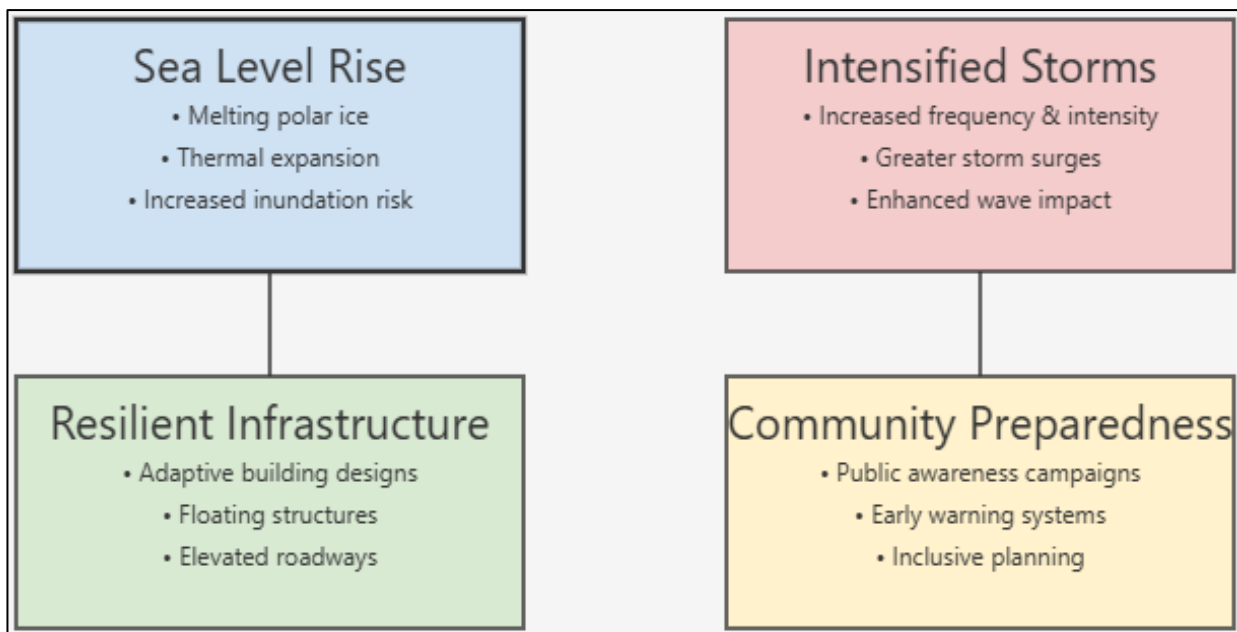 Sea Level Rise
• Melting polar ice
• Thermal expansion
• Increased inundation risk
Intensified Storms
• Increased frequency & intensity
• Greater storm surges
• Enhanced wave impact
Resilient Infrastructure
• Adaptive building designs
• Floating structures
• Elevated roadways
Community Preparedness
• Public awareness campaigns
• Early warning systems
• Inclusive planning